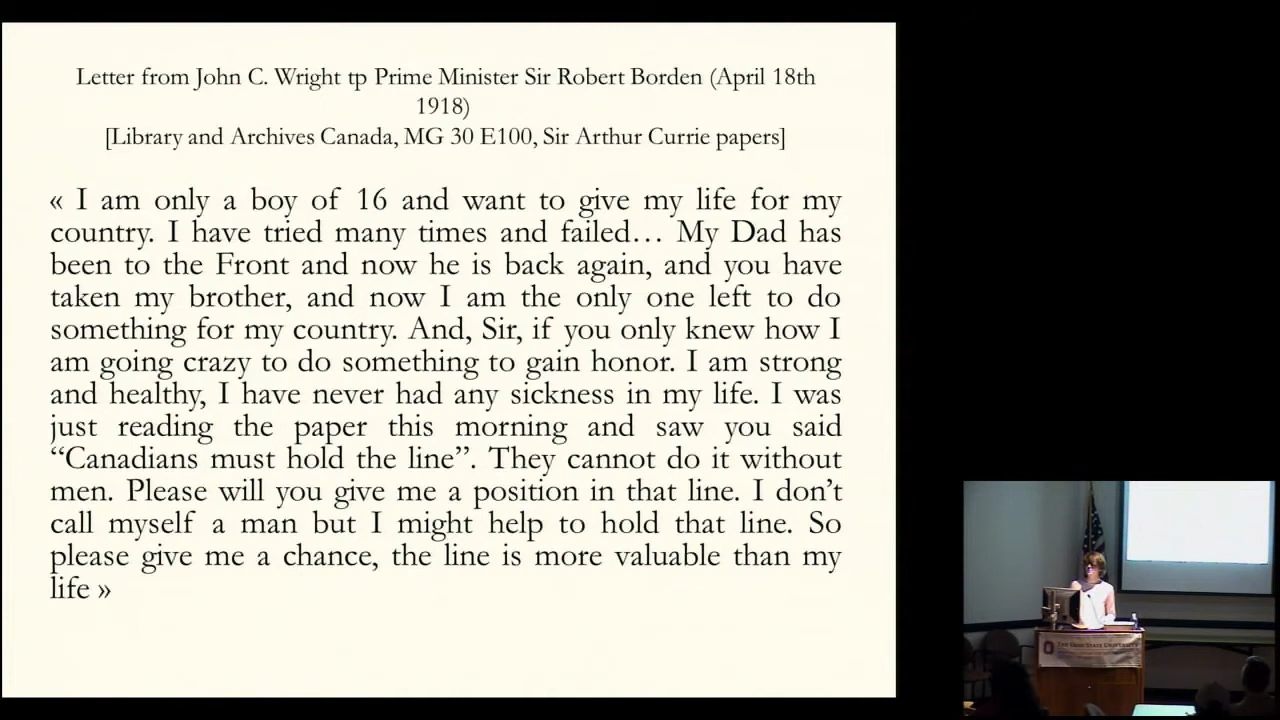 Letter from John C. Wright tp Prime Minister Sir Robert Borden (April 18th
1918)
[Library and Archives Canada, MG 30 E100, Sir Arthur Currie papers]
« I am only a boy of 16 and want to give my life for my
country. I have tried many times and failed… My Dad has
been to the Front and now he is back again, and you have
taken my brother, and now I am the only one left to do
something for my country. And, Sir, if you only knew how I
am going crazy to do something to gain honor. I am strong
and healthy, I have never had any sickness in my life. I was
just reading the paper this morning and saw you said
“Canadians must hold the line”. They cannot do it without
men. Please will you give me a position in that line. I don’t
call myself a man but I might help to hold that line. So
please give me a chance, the line is more valuable than my
life »
The Ohio State University